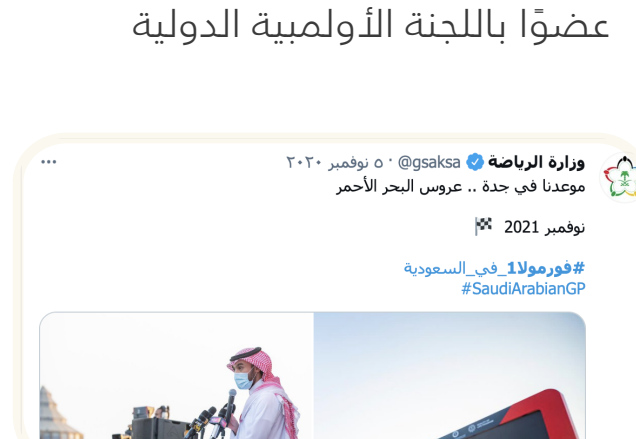 عضوًا باللجنة الأولمبية الدولية
وزارة الرياضة @gsaksa · ٥ نوفمبر ٢٠٢٠
موعدنا في جدة .. عروس البحر الأحمر
نوفمبر 2021
#فورمولا1_في_السعودية
#SaudiArabianGP